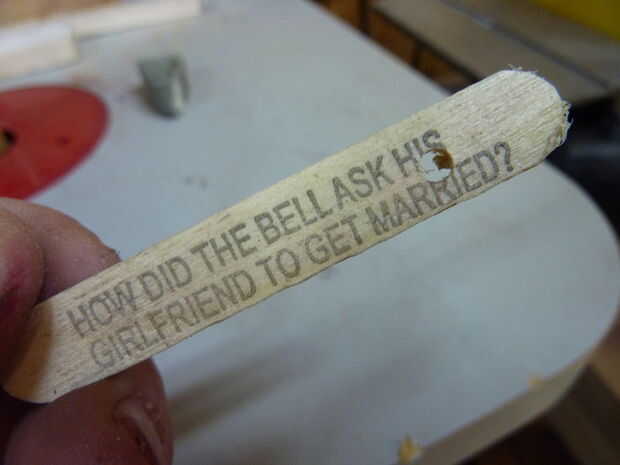 HOW DID THE BELL ASK HIS
GIRLFRIEND TO GET MARRIED?